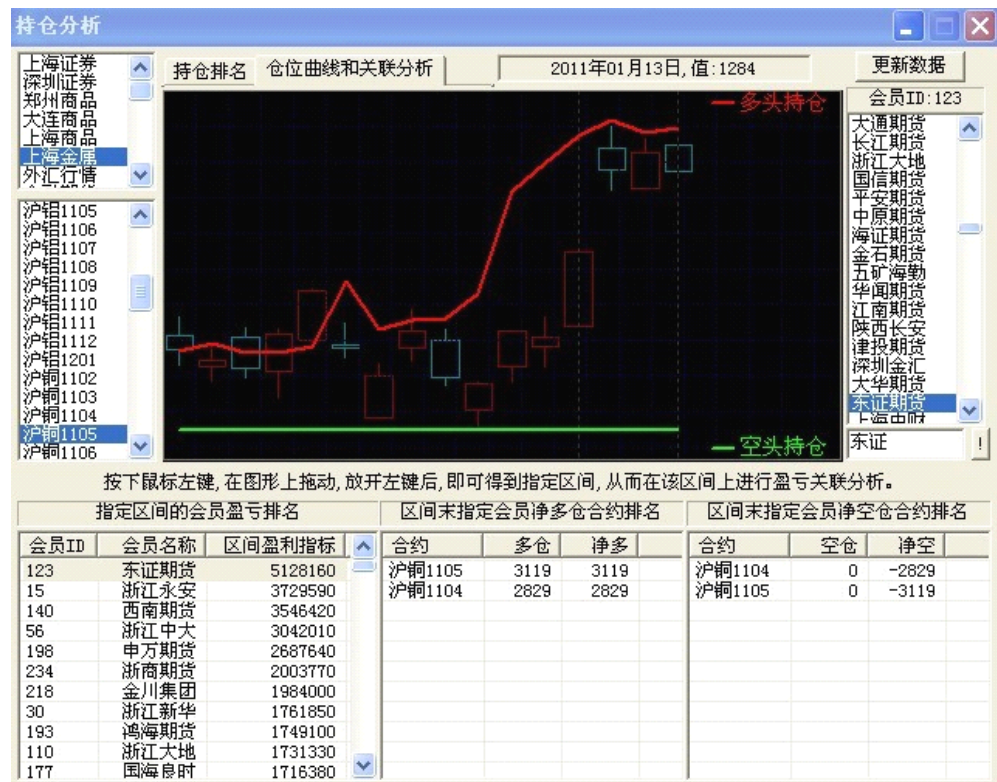 持仓分析
上海证券
深圳证券
郑州商品
大连商品
上海商品
上海金属
外汇行情
持仓排名
仓位曲线和关联分析
2011年01月13日,值:1284
更新数据
会员ID:123
沪铝1105
沪铝1106
沪铝1107
沪铝1108
沪铝1109
沪铝1110
沪铝1111
沪铝1112
沪铝1201
沪铜1102
沪铜1103
沪铜1104
沪铜1105
沪铜1106
多头持仓
空头持仓
大通期货
长江期货
浙江大地
国信期货
平安期货
中原期货
海证期货
金石期货
五矿海勤
华闻期货
江南期货
陕西长安
津投期货
深圳金汇
大华期货
东证期货
上海中财
东证
!
按下鼠标左键,在图形上拖动,放开左键后,即可得到指定区间,从而在该区间上进行盈亏关联分析。
指定区间的会员盈亏排名
会员ID 会员名称 区间盈利指标
123 东证期货 5128160
15 浙江永安 3729590
140 西南期货 3546420
56 浙江中大 3042010
198 申万期货 2687640
234 浙商期货 2003770
218 金川集团 1984000
30 浙江新华 1761850
193 鸿海期货 1749100
110 浙江大地 1731330
177 国海良时 1716380
区间末指定会员净多仓合约排名
合约 多仓 净多
沪铜1105 3119 3119
沪铜1104 2829 2829
区间末指定会员净空仓合约排名
合约 空仓 净空
沪铜1104 0 -2829
沪铜1105 0 -3119